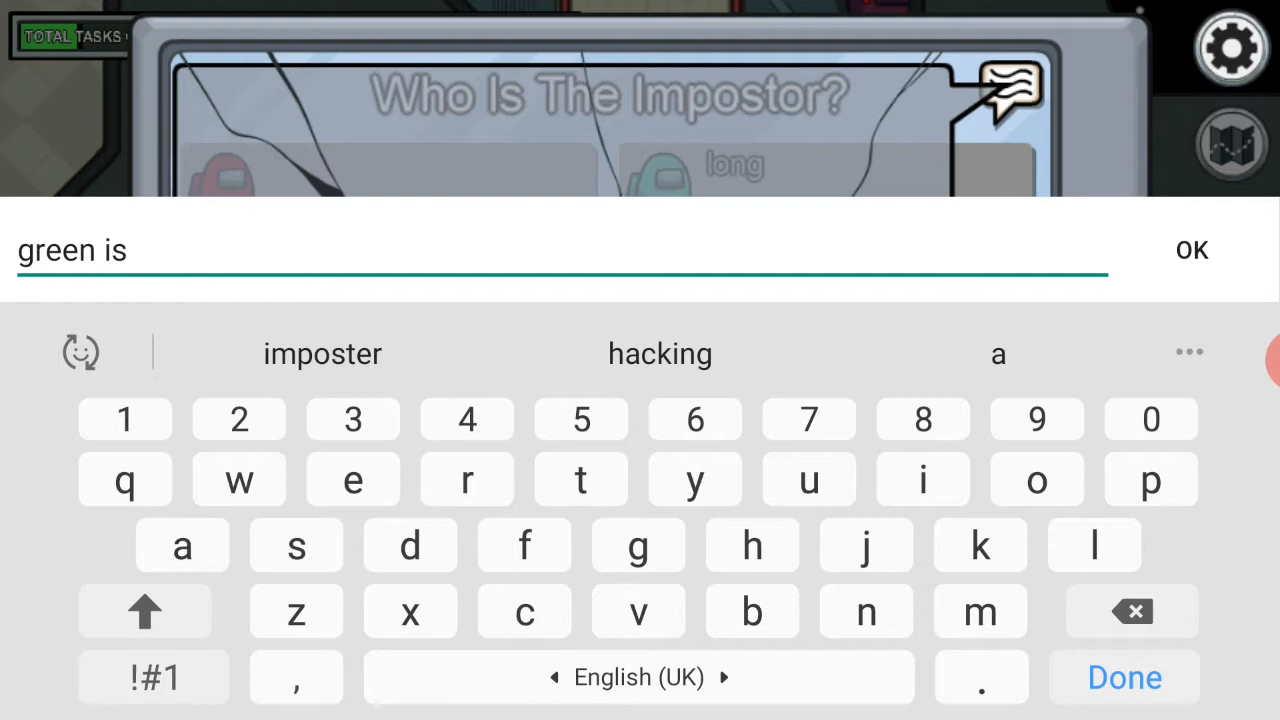 TOTAL TASKS
Who Is The Impostor?
long
green is
OK
imposter hacking a
1 2 3 4 5 6 7 8 9 0
q w e r t y u i o p
a s d f g h j k l
z x c v b n m
!#1 , English (UK) . Done